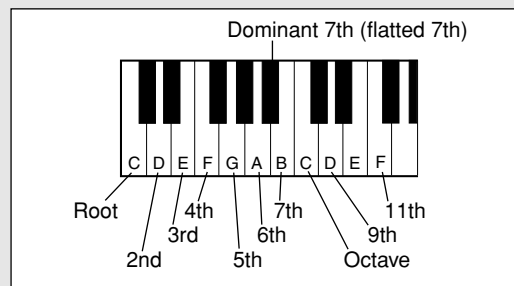 Dominant 7th (flatted 7th)
C D E F G A B C D E F
Root 4th 7th 11th
3rd 6th 9th
2nd 5th Octave